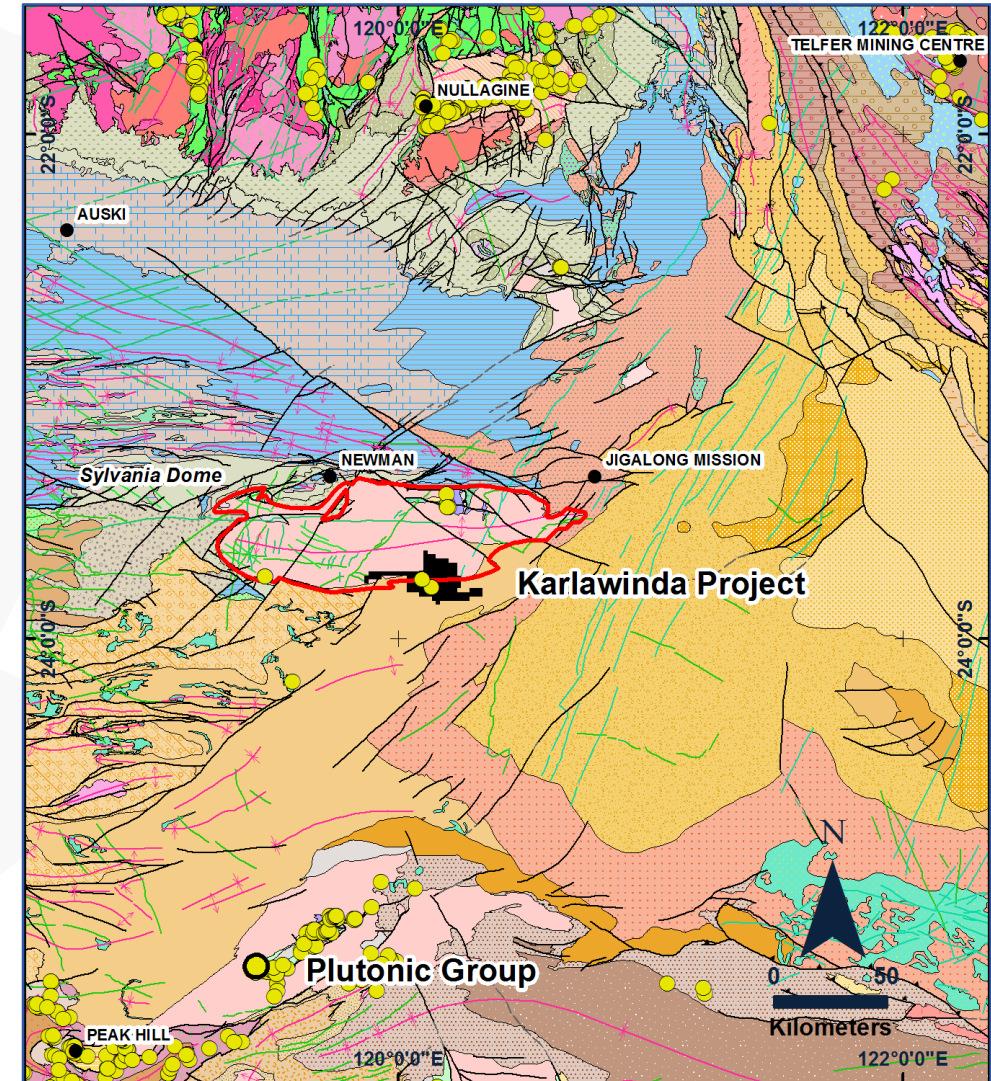 120°0'0"E
122°0'0"E
TELFER MINING CENTRE
NULLAGINE
22°0'0"S
22°0'0"S
AUSKI
NEWMAN
JIGALONG MISSION
Sylvania Dome
Karlawinda Project
24°0'0"S
24°0'0"S
N
Plutonic Group
0 50
Kilometers
PEAK HILL
120°0'0"E
122°0'0"E